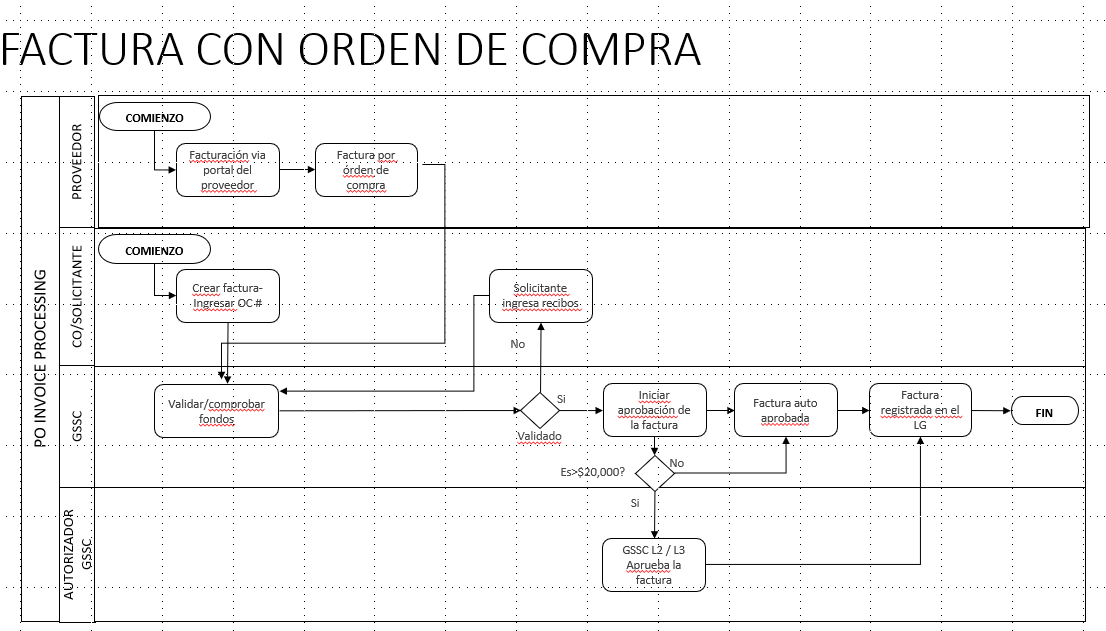 FACTURA CON ORDEN DE COMPRA
PO INVOICE PROCESSING
PROVEEDOR
COMIENZO
Facturación via
portal del
proveedor
Factura por
órden de
compra
CO/SOLICITANTE
COMIENZO
Crear factura-
Ingresar OC #
Solicitante
ingresa recibos
No
GSSC
Validar/comprobar
fondos
Validado
Si
Iniciar
aprobación de
la factura
Factura auto
aprobada
Factura
registrada en el
LG
FIN
Es>$20,000?
No
Si
AUTORIZADOR
GSSC
GSSC L2 / L3
Aprueba la
factura